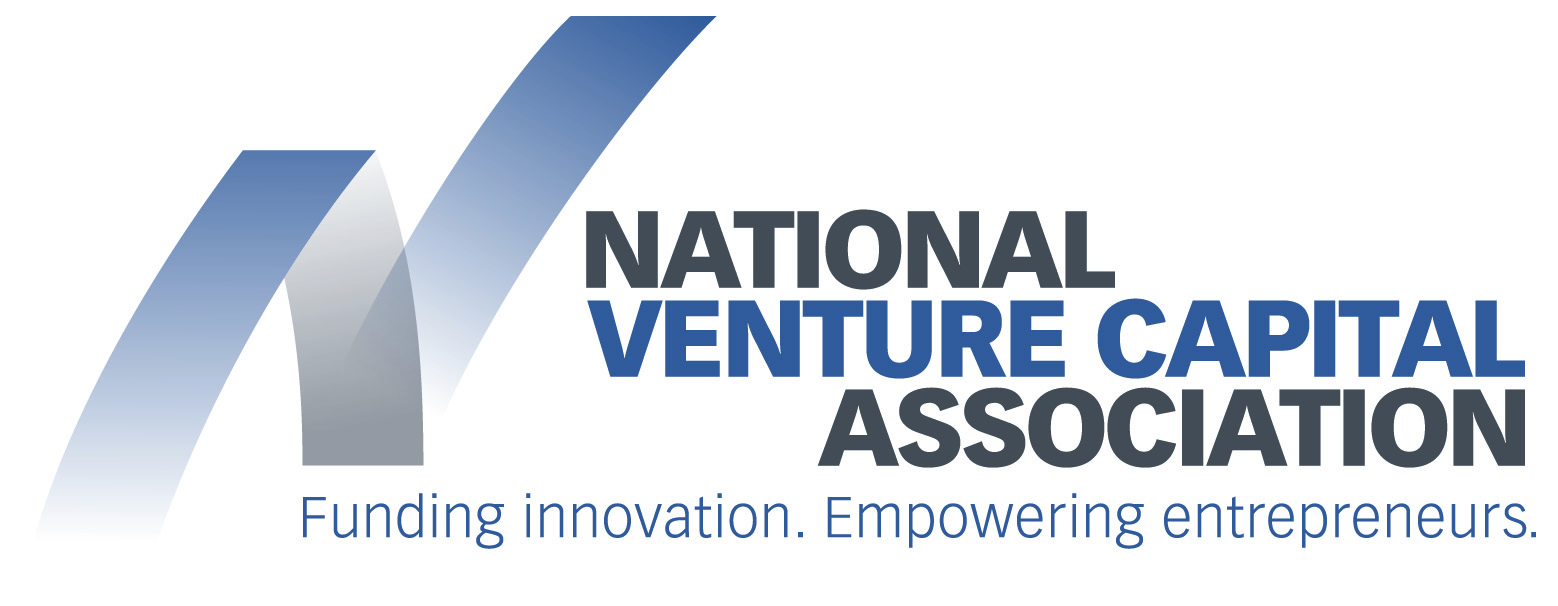 NATIONAL
VENTURE CAPITAL
ASSOCIATION
Funding innovation. Empowering entrepreneurs.